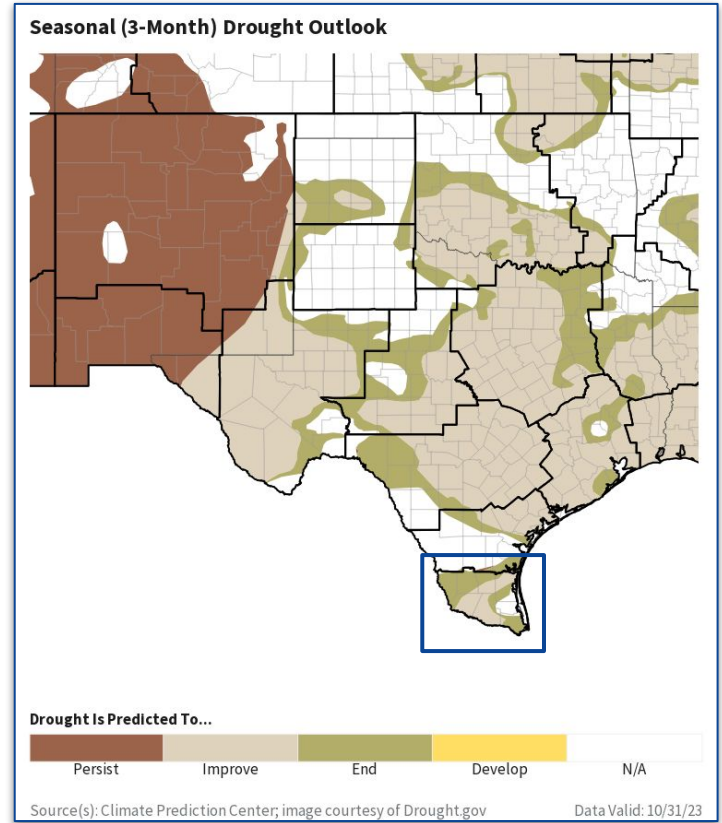 Seasonal (3-Month) Drought Outlook
Drought Is Predicted To...
Persist Improve End Develop N/A
Source(s): Climate Prediction Center; image courtesy of Drought.gov Data Valid: 10/31/23